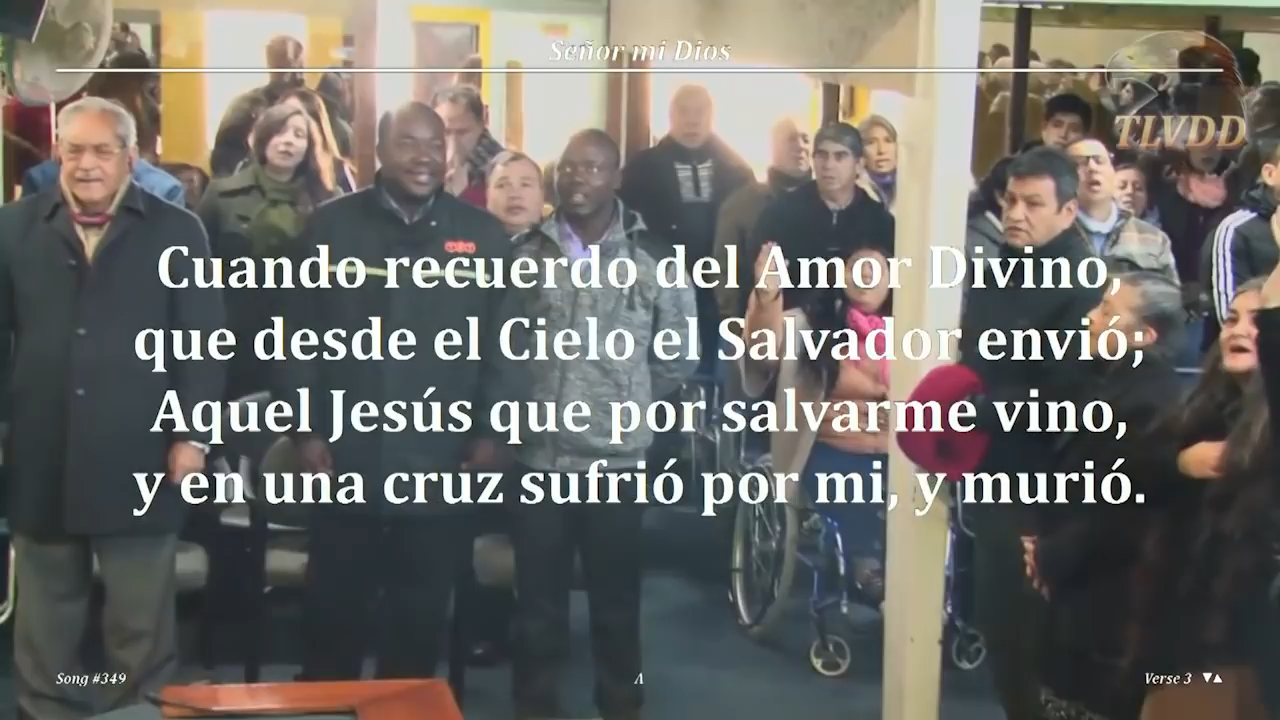 Señor mi Dios
TLVDD
Cuando recuerdo del Amor Divino,
que desde el Cielo el Salvador envió;
Aquel Jesús que por salvarme vino,
y en una cruz sufrió por mi, y murió.
Song #349
A
Verse 3 ▼▲